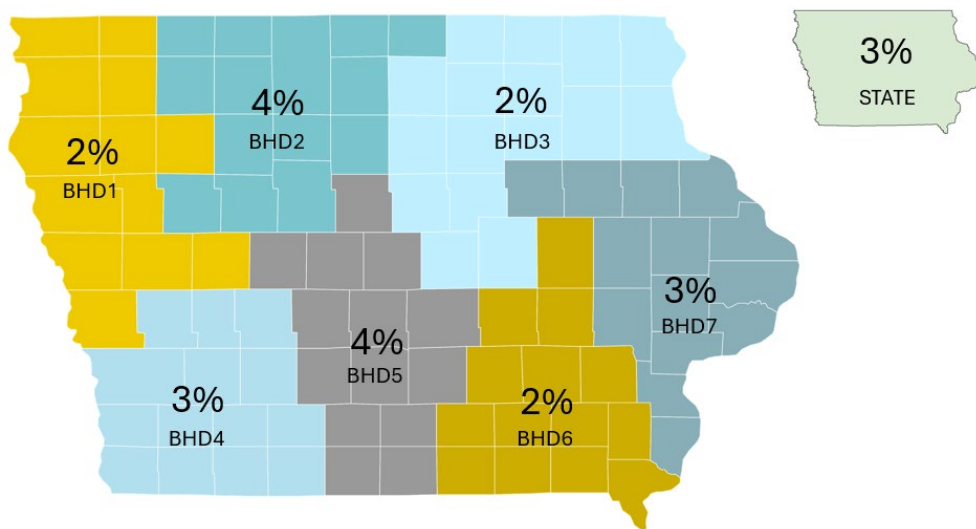 3%
STATE
4%
BHD2
2%
BHD3
2%
BHD1
3%
BHD7
4%
BHD5
3%
BHD4
2%
BHD6